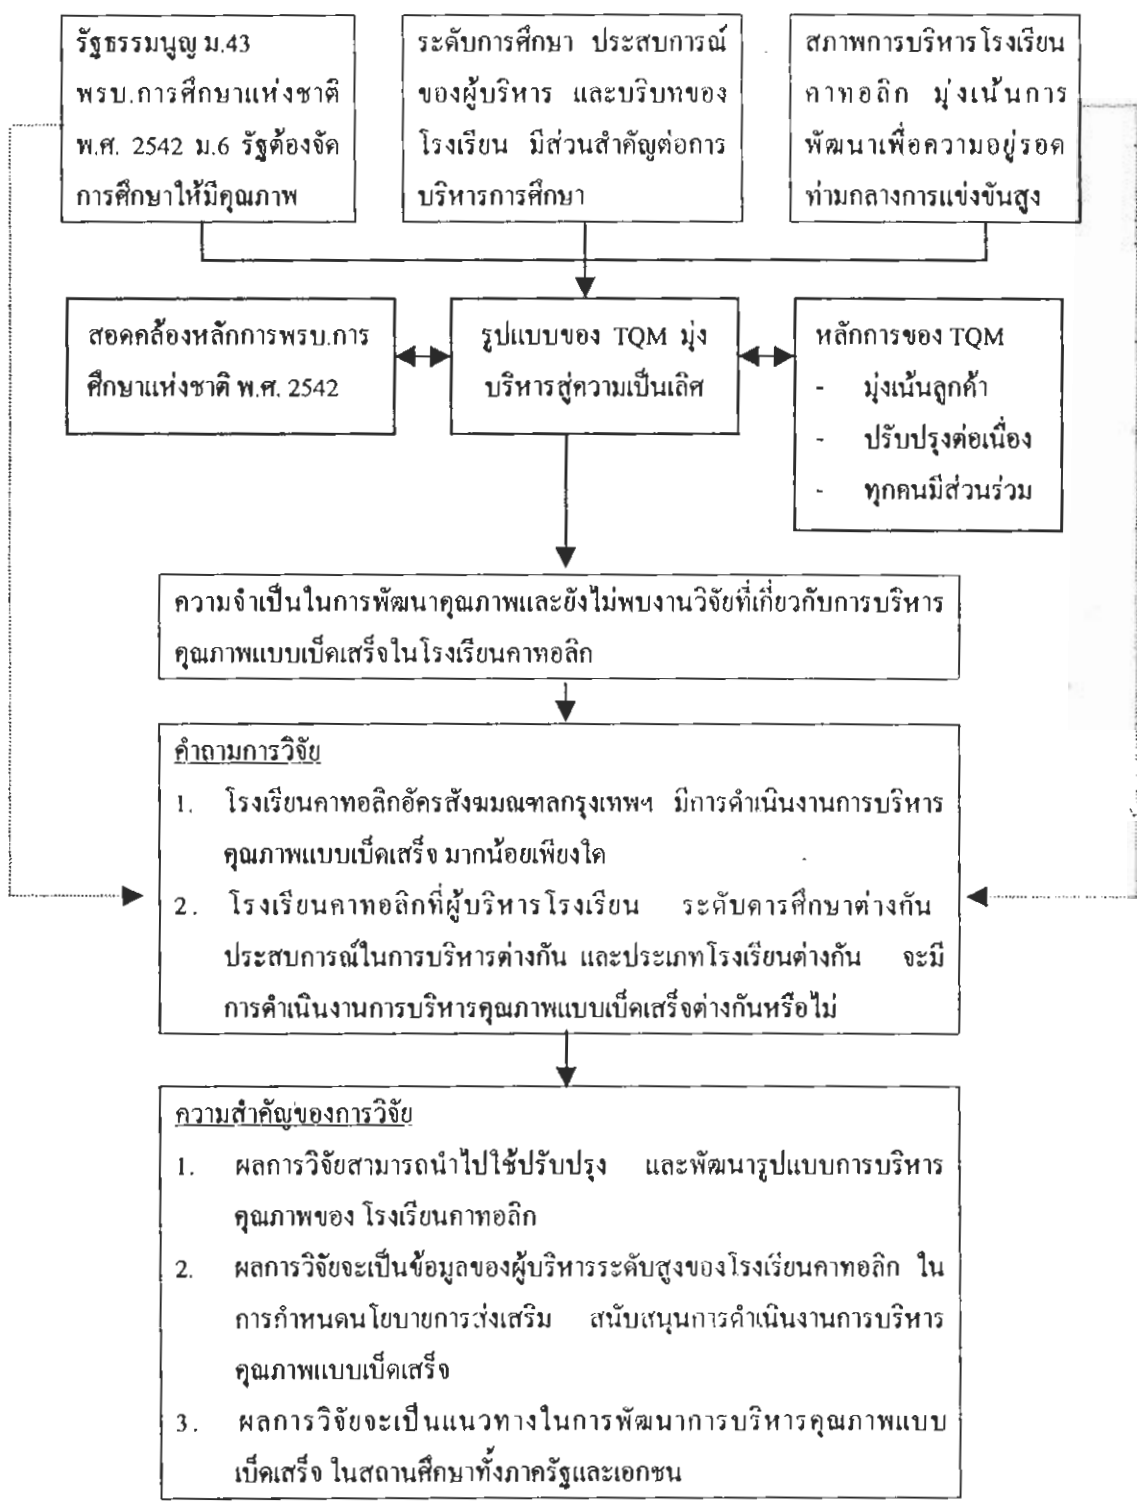 รัฐธรรมนูญ ม.43
พรบ.การศึกษาแห่งชาติ
พ.ศ. 2542 ม.6 รัฐต้องจัด
การศึกษาให้มีคุณภาพ
ระดับการศึกษา ประสบการณ์
ของผู้บริหาร และบริบทของ
โรงเรียน มีส่วนสำคัญต่อการ
บริหารการศึกษา
สภาพการบริหารโรงเรียน
คาทอลิก มุ่งเน้นการ
พัฒนาเพื่อความอยู่รอด
ท่ามกลางการแข่งขันสูง
สอดคล้องหลักการพรบ.การ
ศึกษาแห่งชาติ พ.ศ. 2542
รูปแบบของ TQM มุ่ง
บริหารสู่ความเป็นเลิศ
หลักการของ TQM
- มุ่งเน้นลูกค้า
- ปรับปรุงต่อเนื่อง
- ทุกคนมีส่วนร่วม
ความจำเป็นในการพัฒนาคุณภาพและยังไม่พบงานวิจัยที่เกี่ยวกับการบริหาร
คุณภาพแบบเบ็ดเสร็จในโรงเรียนคาทอลิก
คำถามการวิจัย
1. โรงเรียนคาทอลิกอัครสังฆมณฑลกรุงเทพฯ มีการดำเนินงานการบริหาร
คุณภาพแบบเบ็ดเสร็จ มากน้อยเพียงใด
2. โรงเรียนคาทอลิกที่ผู้บริหารโรงเรียน ระดับการศึกษาต่างกัน
ประสบการณ์ในการบริหารต่างกัน และประเภทโรงเรียนต่างกัน จะมี
การดำเนินงานการบริหารคุณภาพแบบเบ็ดเสร็จต่างกันหรือไม่
ความสำคัญของการวิจัย
1. ผลการวิจัยสามารถนำไปใช้ปรับปรุง และพัฒนารูปแบบการบริหาร
คุณภาพของ โรงเรียนคาทอลิก
2. ผลการวิจัยจะเป็นข้อมูลของผู้บริหารระดับสูงของโรงเรียนคาทอลิก ใน
การกำหนดนโยบายการส่งเสริม สนับสนุนการดำเนินงานการบริหาร
คุณภาพแบบเบ็ดเสร็จ
3. ผลการวิจัยจะเป็นแนวทางในการพัฒนาการบริหารคุณภาพแบบ
เบ็ดเสร็จ ในสถานศึกษาทั้งภาครัฐและเอกชน